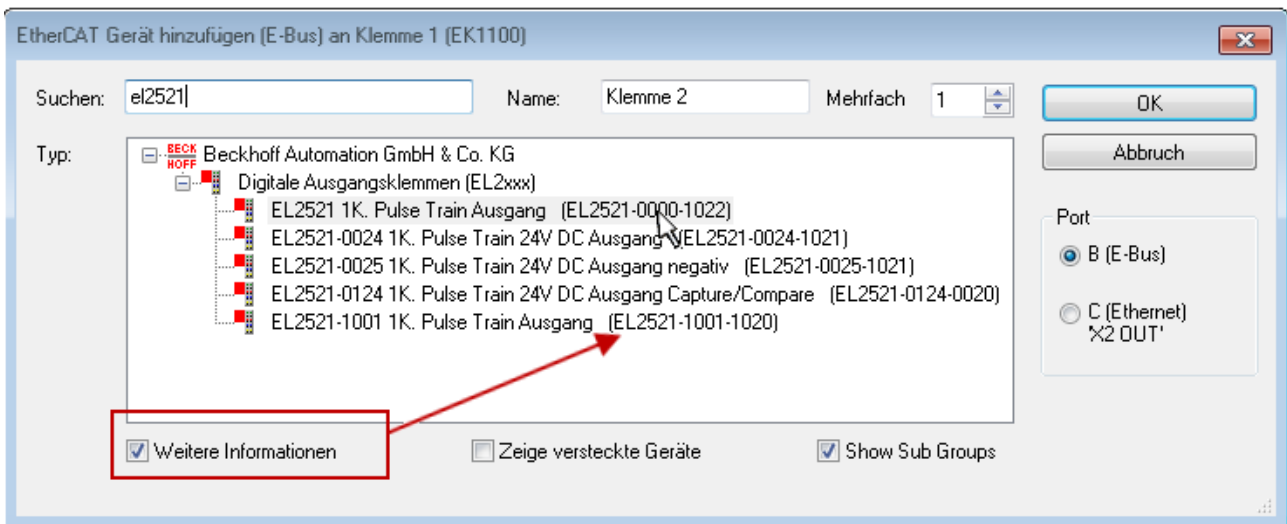 EtherCAT Gerät hinzufügen (E-Bus) an Klemme 1 (EK1100)
Suchen: el2521 Name: Klemme 2 Mehrfach 1 OK
Typ: BECK HOFF Beckhoff Automation GmbH & Co. KG Abbruch
Digitale Ausgangsklemmen (EL2xxx)
EL2521 1K. Pulse Train Ausgang (EL2521-0000-1022)
Port
EL2521-0024 1K. Pulse Train 24V DC Ausgang (EL2521-0024-1021)
B (E-Bus)
EL2521-0025 1K. Pulse Train 24V DC Ausgang negativ (EL2521-0025-1021)
EL2521-0124 1K. Pulse Train 24V DC Ausgang Capture/Compare (EL2521-0124-0020)
C (Ethernet)
'X2 OUT'
EL2521-1001 1K. Pulse Train Ausgang (EL2521-1001-1020)
Weitere Informationen Zeige versteckte Geräte Show Sub Groups